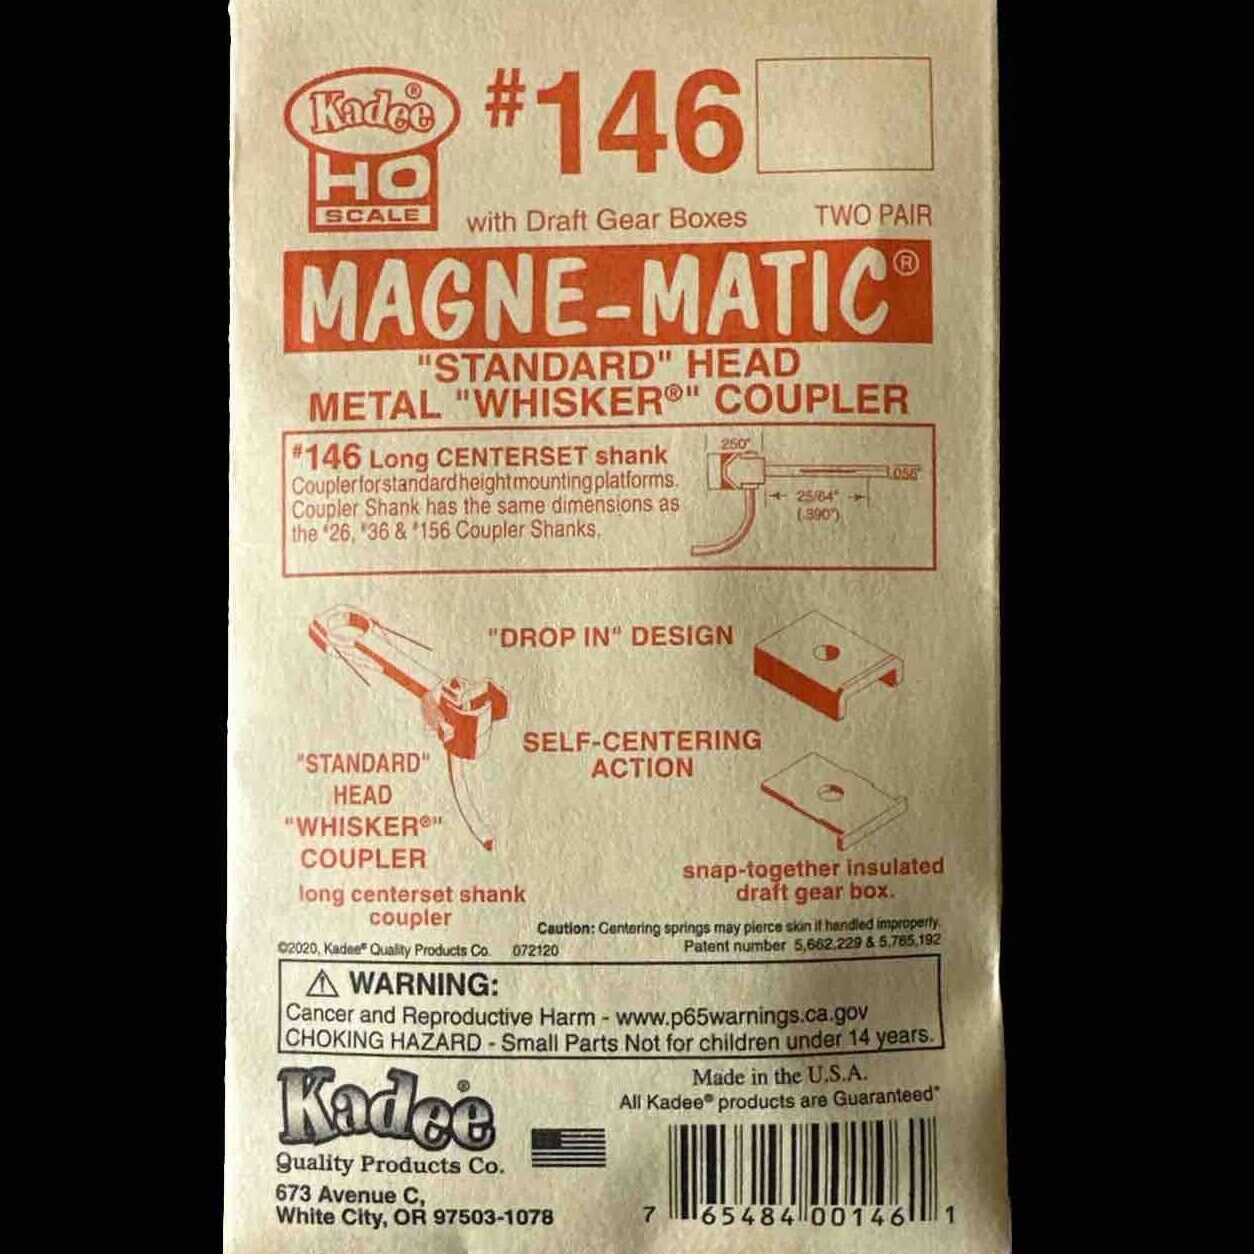 Kadee®
HO
SCALE
#146
with Draft Gear Boxes
TWO PAIR
MAGNE-MATIC®
"STANDARD" HEAD
METAL "WHISKER®" COUPLER
#146 Long CENTERSET shank
Coupler for standard height mounting platforms.
Coupler Shank has the same dimensions as
the #26, #36 & #156 Coupler Shanks.
.250"
.056"
25/64"
(.390")
"DROP IN" DESIGN
SELF-CENTERING
ACTION
"STANDARD"
HEAD
"WHISKER®"
COUPLER
long centerset shank
coupler
snap-together insulated
draft gear box.
Caution: Centering springs may pierce skin if handled improperly.
©2020, Kadee® Quality Products Co. 072120
Patent number 5,662,229 & 5,785,192
⚠ WARNING:
Cancer and Reproductive Harm - www.p65warnings.ca.gov
CHOKING HAZARD - Small Parts Not for children under 14 years.
Kadee®
Quality Products Co.
673 Avenue C,
White City, OR 97503-1078
Made in the U.S.A.
All Kadee® products are Guaranteed"
7 65484 00146 1